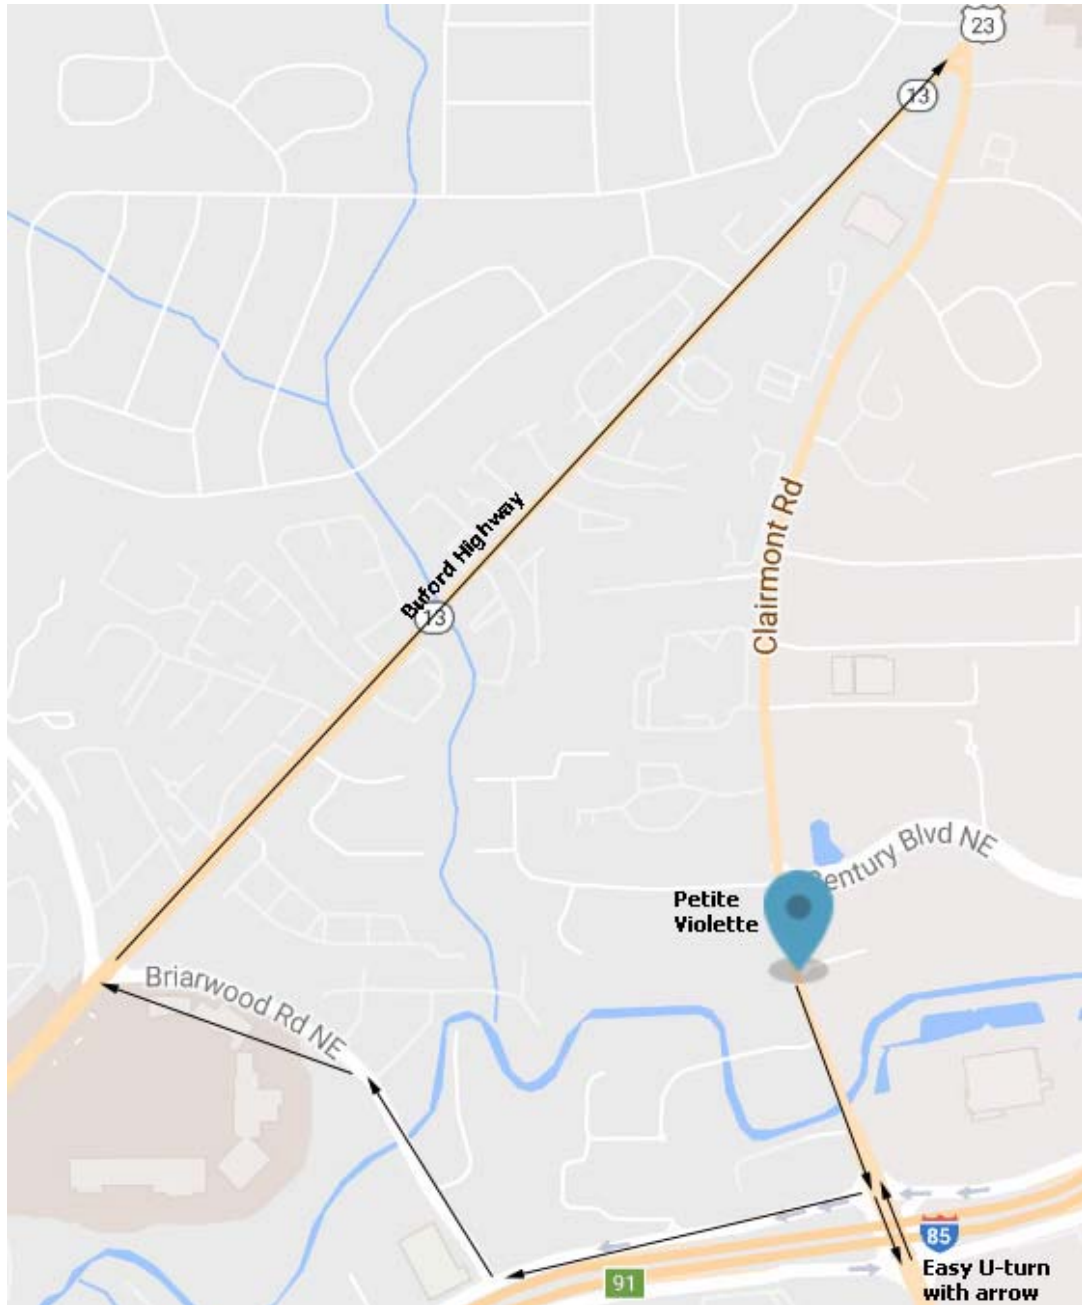 23
13
Buford Highway
13
Clairmont Rd
Century Blvd NE
Petite
Violette
Briarwood Rd NE
85
91
Easy U-turn
with arrow